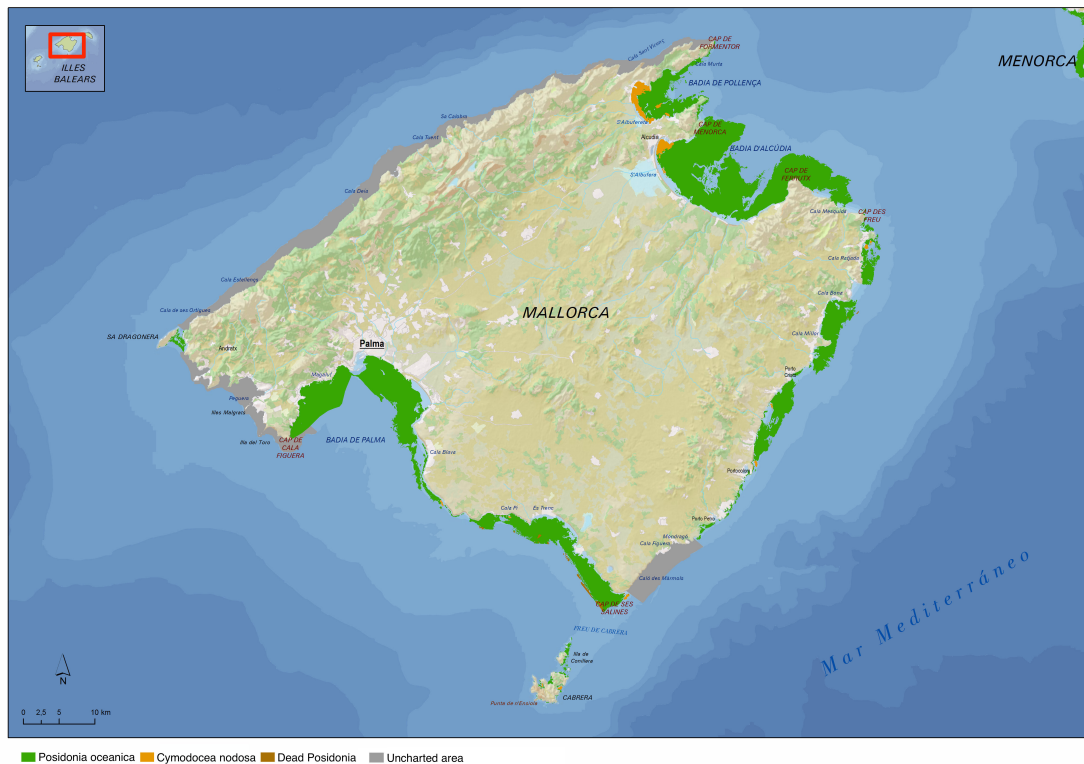 ILLES
BALEARS
MENORCA
CAP DE
FORMENTOR
Cala Sant Vicenç
Cala Murta
BADIA DE POLLENÇA
Sa Calobra
S'Albufereta
CAP DE
MENORCA
Cala Tuent
Alcúdia
BADIA D'ALCÚDIA
S'Albufera
CAP DE
FERRUTX
Cala Deia
Cala Mesquida
CAP DES
FREU
Cala Ratjada
Cala Estellencs
Cala Bona
Cala de ses Ortigues
MALLORCA
SA DRAGONERA
Cala Millor
Palma
Andratx
Porto
Cristo
Magaluf
Peguera
Illes Malgrats
Illa del Toro
CAP DE
CALA
FIGUERA
BADIA DE PALMA
Cala Blava
Portocolom
Cala Pi
Es Trenc
Porto Petro
Mondragó
Cala Figuera
Caló des Màrmols
CAP DE SES
SALINES
Mar Mediterráneo
FREU DE CABRERA
Illa de
Conillera
CABRERA
Punta de n'Ensiola
N
0 2,5 5 10 km
Posidonia oceanica Cymodocea nodosa Dead Posidonia Uncharted area